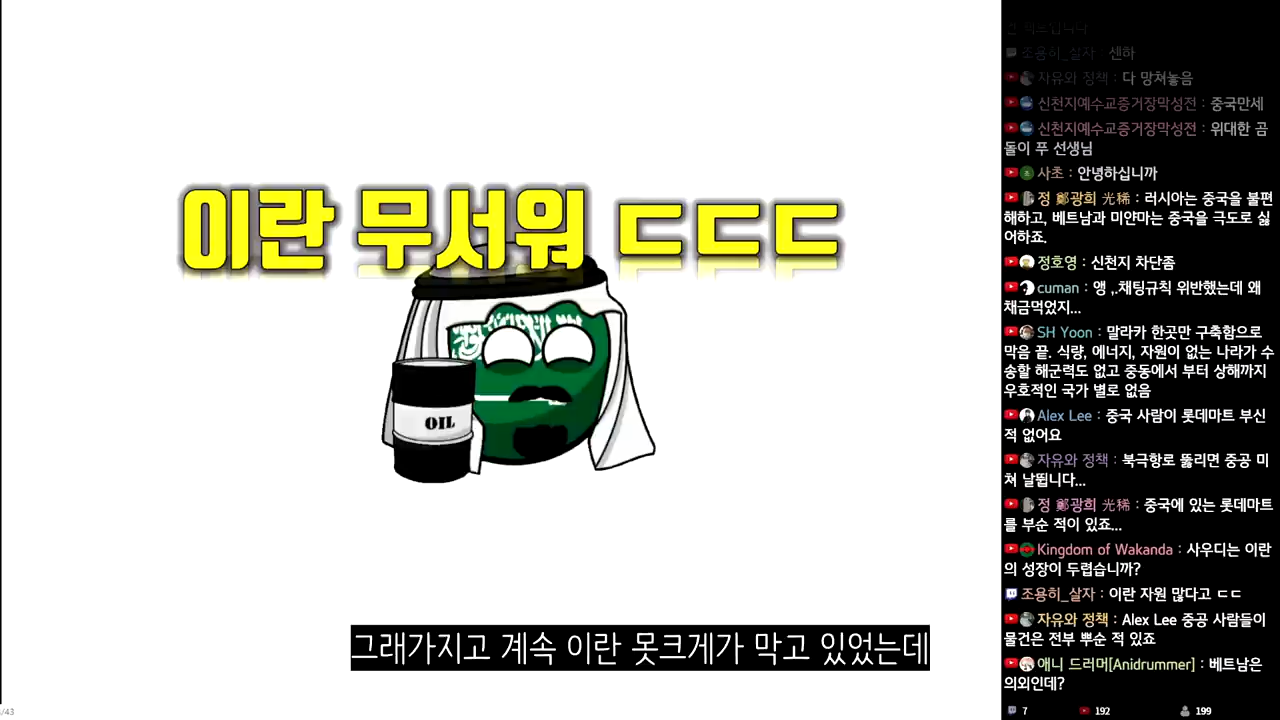 이란 무서워 ㄷㄷㄷ
OIL
그래가지고 계속 이란 못크게가 막고 있었는데
/43
조용히_살자 : 센하
자유와 정책 : 다 망쳐놓음
신천지예수교증거장막성전 : 중국만세
신천지예수교증거장막성전 : 위대한 곰
돌이 푸 선생님
사초 : 안녕하십니까
정 鄭광희 光稀 : 러시아는 중국을 불편
해하고, 베트남과 미얀마는 중국을 극도로 싫
어하죠.
정호영 : 신천지 차단좀
cuman : 앵 ,.채팅규칙 위반했는데 왜
채금먹었지...
SH Yoon : 말라카 한곳만 구축함으로
막음 끝. 식량, 에너지, 자원이 없는 나라가 수
송할 해군력도 없고 중동에서 부터 상해까지
우호적인 국가 별로 없음
Alex Lee : 중국 사람이 롯데마트 부신
적 없어요
자유와 정책 : 북극항로 뚫리면 중공 미
쳐 날뜁니다...
정 鄭광희 光稀 : 중국에 있는 롯데마트
를 부순 적이 있죠...
Kingdom of Wakanda : 사우디는 이란
의 성장이 두렵습니까?
조용히_살자 : 이란 자원 많다고 ㄷㄷ
자유와 정책 : Alex Lee 중공 사람들이
물건은 전부 뿌순 적 있죠
애니 드러머[Anidrummer] : 베트남은
의외인데?
7 192 199